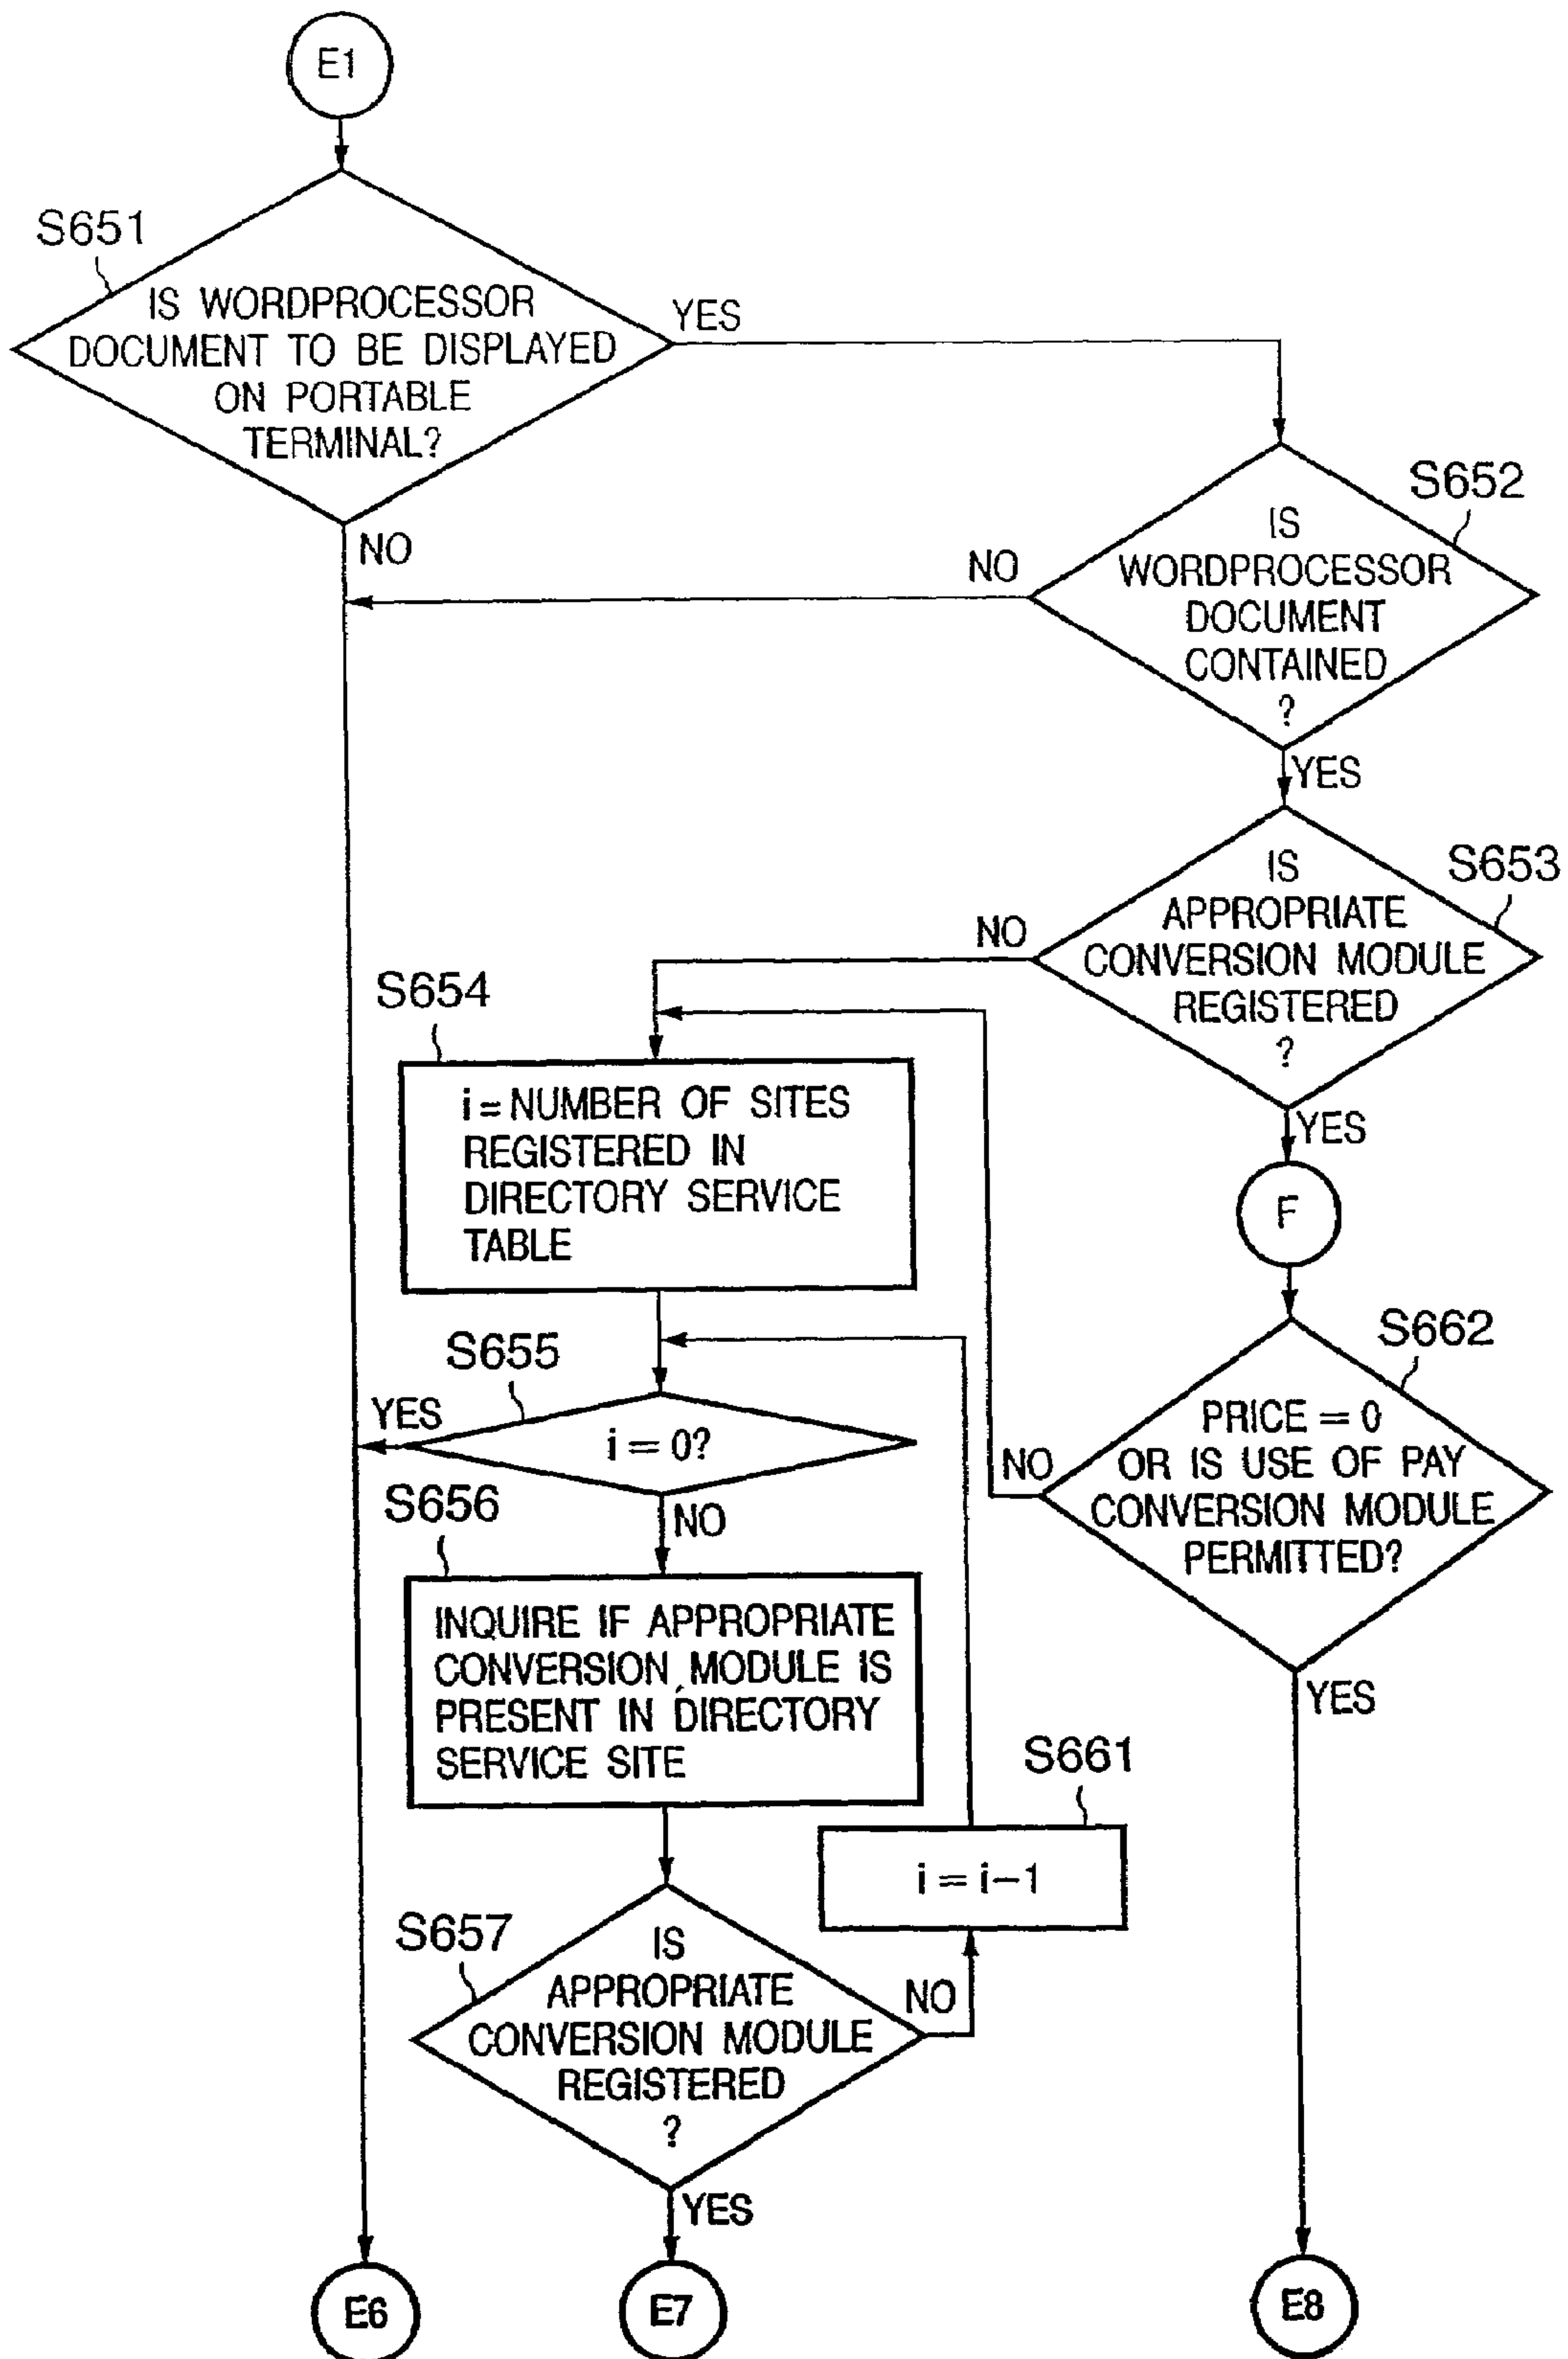 E1
S651
IS WORDPROCESSOR
DOCUMENT TO BE DISPLAYED
ON PORTABLE
TERMINAL?
YES
NO
S652
IS
WORDPROCESSOR
DOCUMENT
CONTAINED
?
NO
YES
S653
IS
APPROPRIATE
CONVERSION MODULE
REGISTERED
?
NO
YES
S654
i = NUMBER OF SITES
REGISTERED IN
DIRECTORY SERVICE
TABLE
F
S655
i = 0?
YES
NO
S662
PRICE = 0
OR IS USE OF PAY
CONVERSION MODULE
PERMITTED?
NO
YES
S656
INQUIRE IF APPROPRIATE
CONVERSION MODULE IS
PRESENT IN DIRECTORY
SERVICE SITE
S661
i = i–1
S657
IS
APPROPRIATE
CONVERSION MODULE
REGISTERED
?
NO
YES
E6
E7
E8